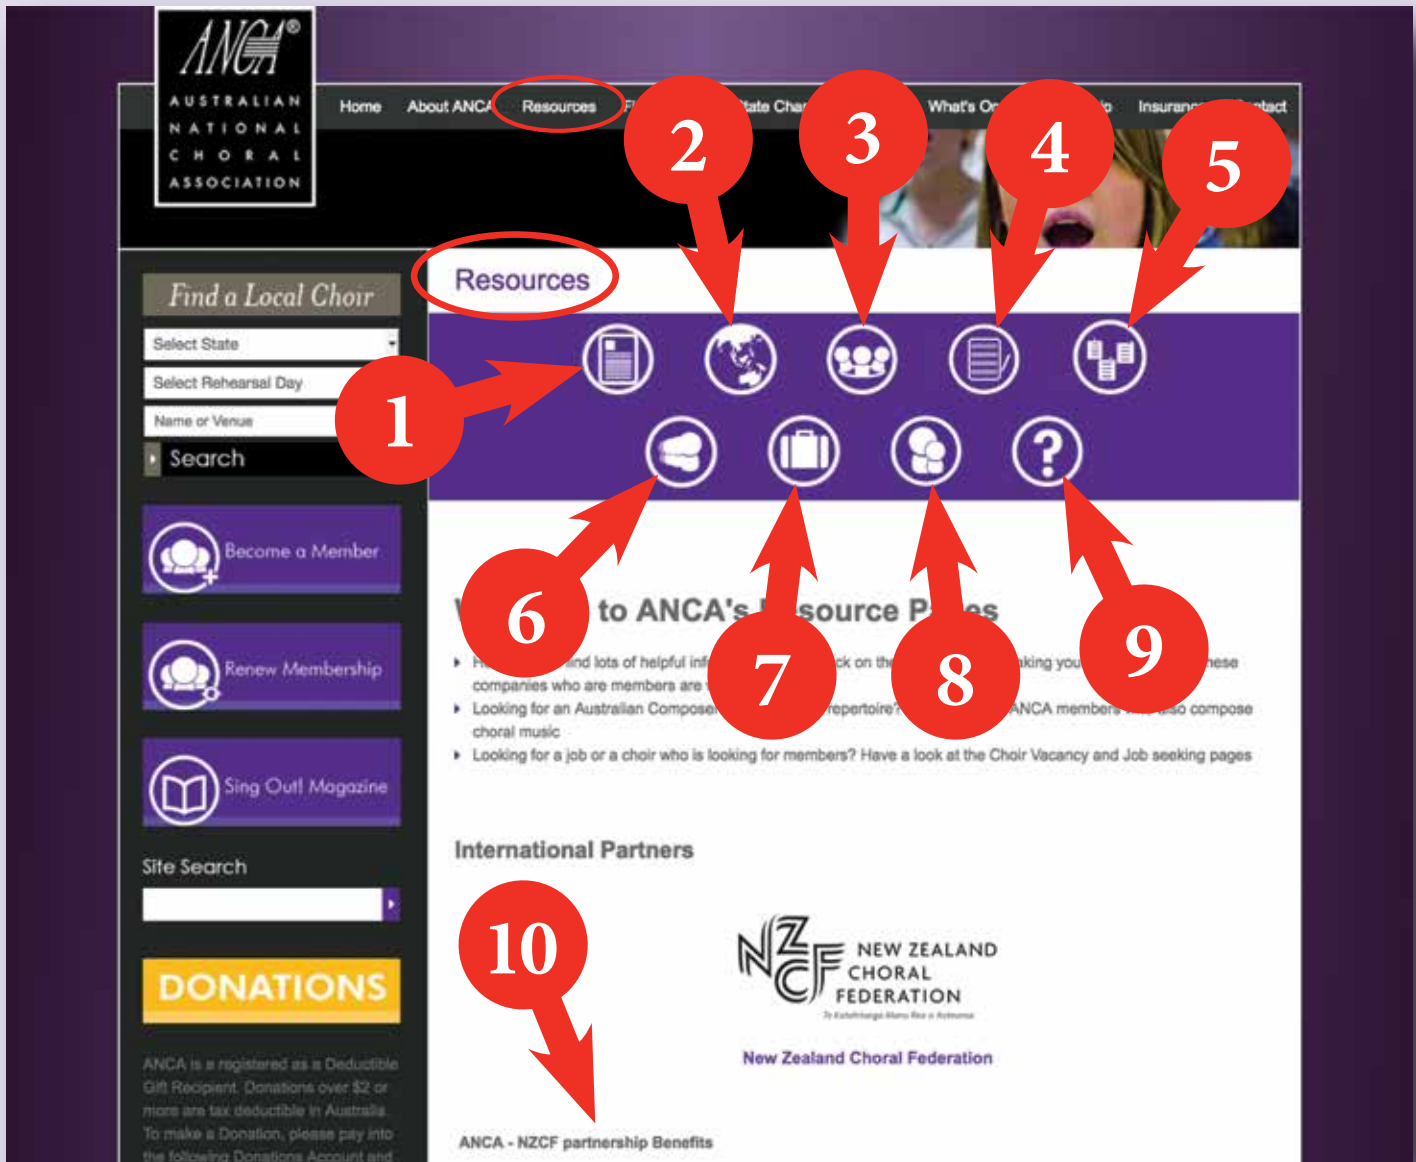 ANCA®
AUSTRALIAN
NATIONAL
CHORAL
ASSOCIATION
Home About ANCA Resources State What's Insurance
1
2
3
4
5
6
7
8
9
10
Find a Local Choir
Select State
Select Rehearsal Day
Name or Venue
Search
Become a Member
Renew Membership
Sing Out! Magazine
Site Search
DONATIONS
ANCA is a registered as a Deductible
Gift Recipient. Donations over $2 or
more are tax deductible in Australia.
To make a Donation, please pay into
the following Donations Account and
Resources
to ANCA's
lots of helpful on the
companies who are members are
Looking for an Australian Composer repertoire? ANCA members compose
choral music
Looking for a job or a choir who is looking for members? Have a look at the Choir Vacancy and Job seeking pages
International Partners
NZCF NEW ZEALAND
CHORAL
FEDERATION
New Zealand Choral Federation
ANCA - NZCF partnership Benefits